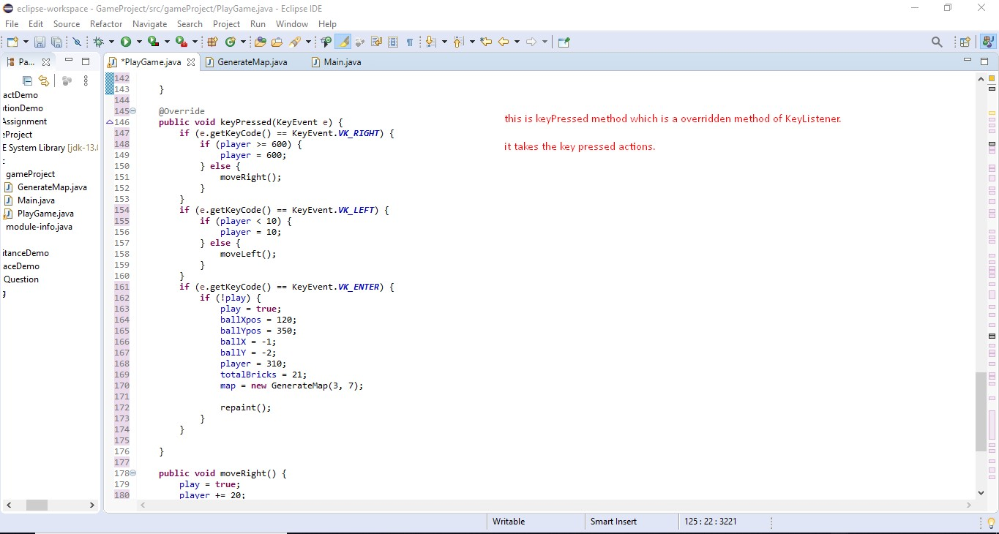 eclipse-workspace - GameProject/src/gameProject/PlayGame.java - Eclipse IDE
File Edit Source Refactor Navigate Search Project Run Window Help
Pa... *PlayGame.java GenerateMap.java Main.java
actDemo
tionDemo
Assignment
Project
E System Library [jdk-13.
gameProject
GenerateMap.java
Main.java
PlayGame.java
module-info.java
itanceDemo
aceDemo
Question
g
142
143 }
144
145 @Override
146 public void keyPressed(KeyEvent e) {
147 if (e.getKeyCode() == KeyEvent.VK_RIGHT) {
148 if (player >= 600) {
149 player = 600;
150 } else {
151 moveRight();
152 }
153 }
154 if (e.getKeyCode() == KeyEvent.VK_LEFT) {
155 if (player < 10) {
156 player = 10;
157 } else {
158 moveLeft();
159 }
160 }
161 if (e.getKeyCode() == KeyEvent.VK_ENTER) {
162 if (!play) {
163 play = true;
164 ballXpos = 120;
165 ballYpos = 350;
166 ballX = -1;
167 ballY = -2;
168 player = 310;
169 totalBricks = 21;
170 map = new GenerateMap(3, 7);
171
172 repaint();
173 }
174 }
175
176 }
177
178 public void moveRight() {
179 play = true;
180 player += 20;
this is keyPressed method which is a overridden method of KeyListener.
it takes the key pressed actions.
Writable Smart Insert 125 : 22 : 3221